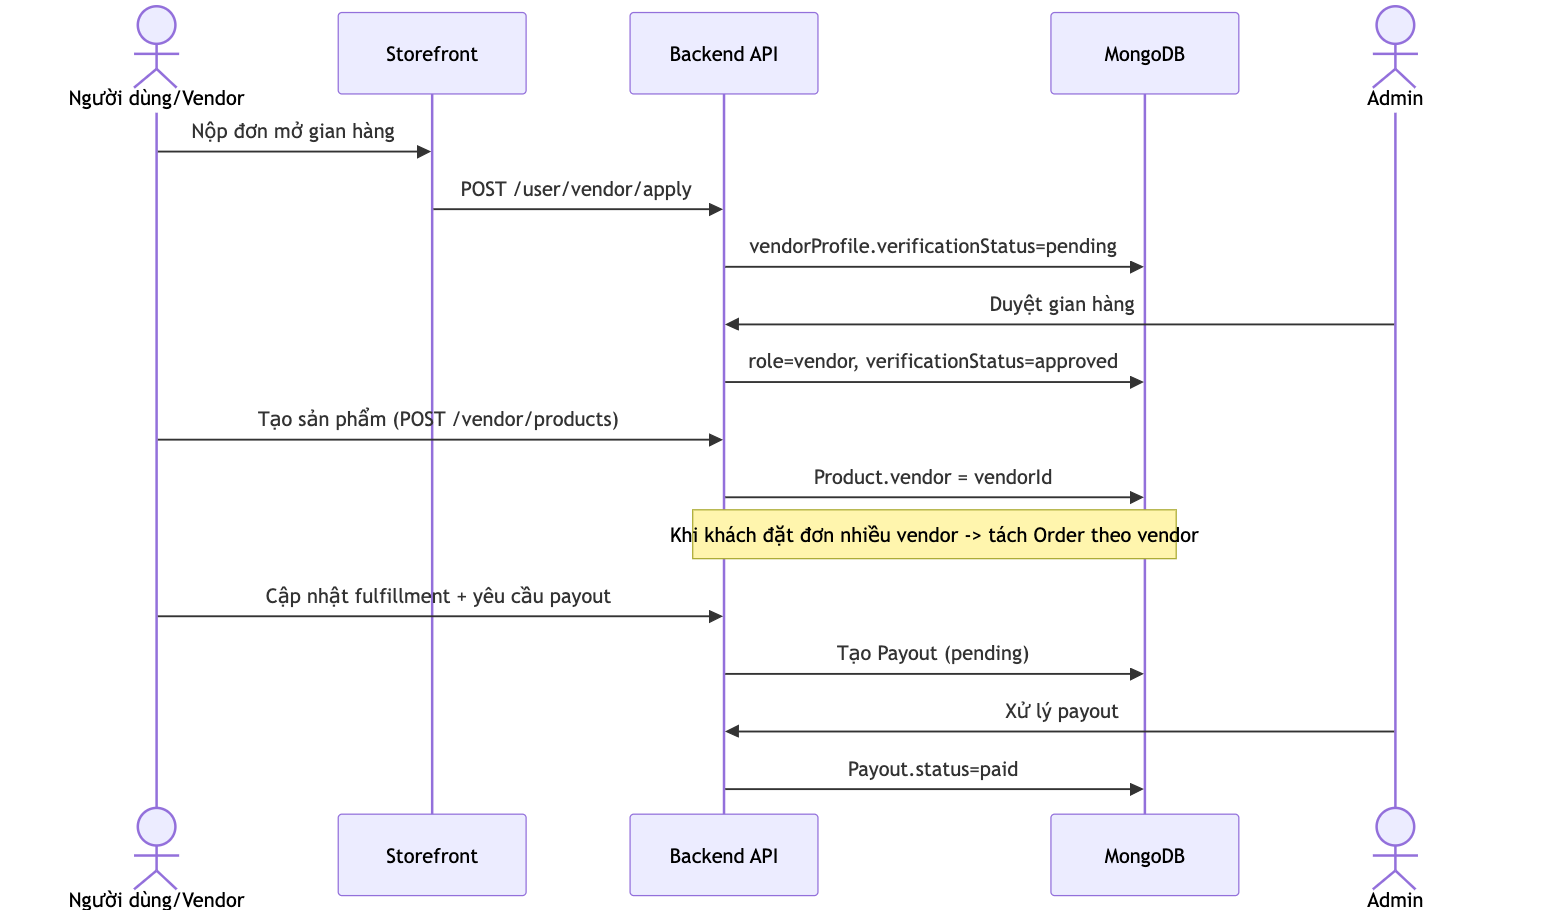 Người dùng/Vendor
Storefront
Backend API
MongoDB
Admin
Nộp đơn mở gian hàng
POST /user/vendor/apply
vendorProfile.verificationStatus=pending
Duyệt gian hàng
role=vendor, verificationStatus=approved
Tạo sản phẩm (POST /vendor/products)
Product.vendor = vendorId
Khi khách đặt đơn nhiều vendor -> tách Order theo vendor
Cập nhật fulfillment + yêu cầu payout
Tạo Payout (pending)
Xử lý payout
Payout.status=paid
Người dùng/Vendor
Storefront
Backend API
MongoDB
Admin